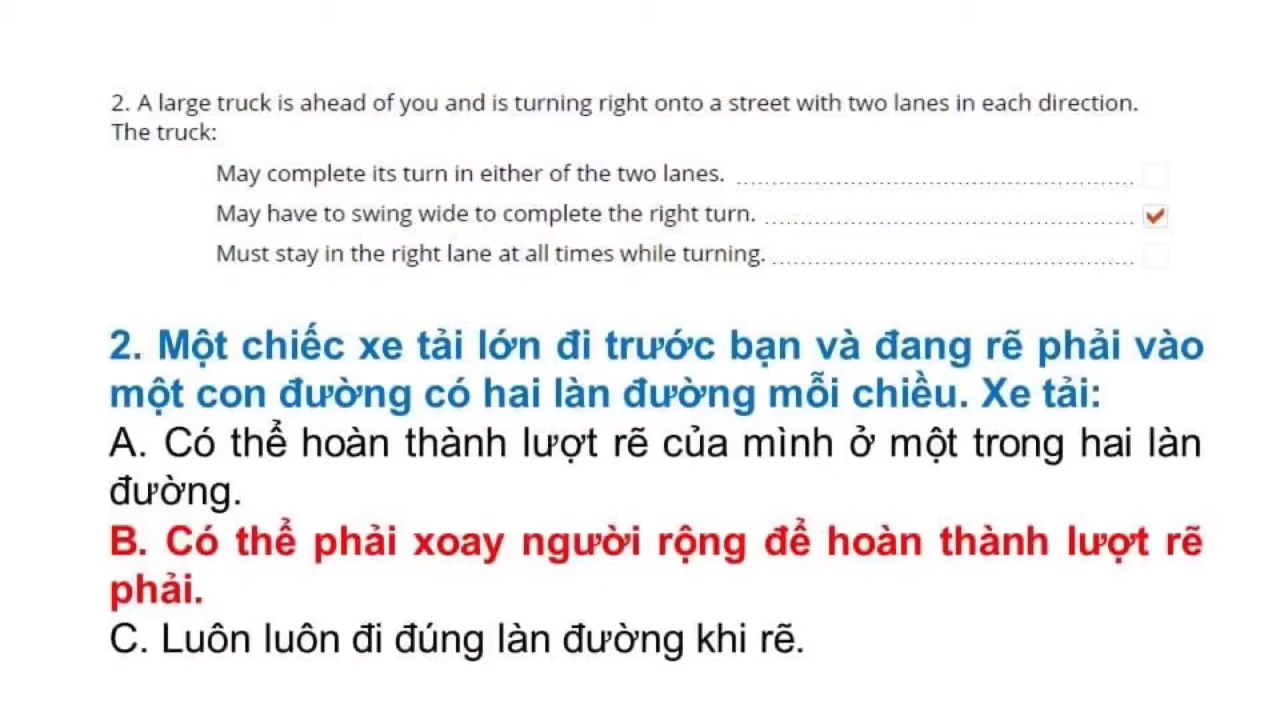 2. A large truck is ahead of you and is turning right onto a street with two lanes in each direction.
The truck:
May complete its turn in either of the two lanes.
May have to swing wide to complete the right turn.
Must stay in the right lane at all times while turning.
2. Một chiếc xe tải lớn đi trước bạn và đang rẽ phải vào
một con đường có hai làn đường mỗi chiều. Xe tải:
A. Có thể hoàn thành lượt rẽ của mình ở một trong hai làn
đường.
B. Có thể phải xoay người rộng để hoàn thành lượt rẽ
phải.
C. Luôn luôn đi đúng làn đường khi rẽ.